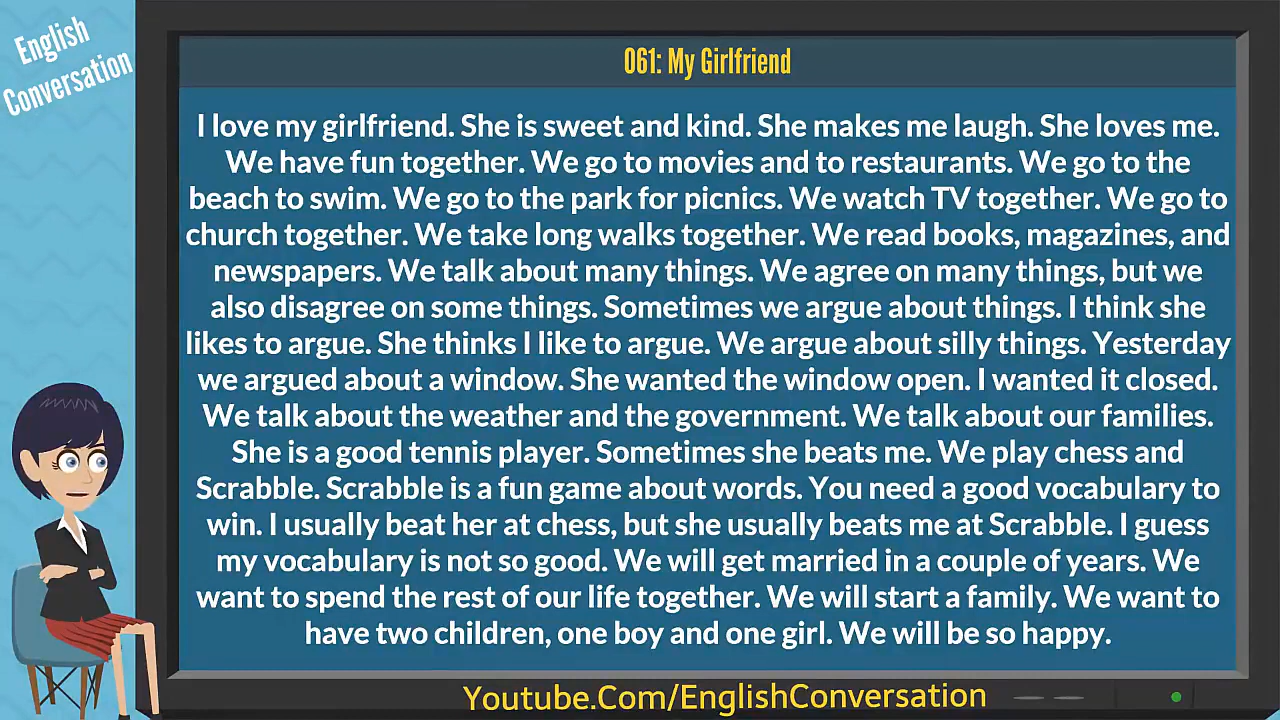 English
Conversation
061: My Girlfriend
I love my girlfriend. She is sweet and kind. She makes me laugh. She loves me.
We have fun together. We go to movies and to restaurants. We go to the
beach to swim. We go to the park for picnics. We watch TV together. We go to
church together. We take long walks together. We read books, magazines, and
newspapers. We talk about many things. We agree on many things, but we
also disagree on some things. Sometimes we argue about things. I think she
likes to argue. She thinks I like to argue. We argue about silly things. Yesterday
we argued about a window. She wanted the window open. I wanted it closed.
We talk about the weather and the government. We talk about our families.
She is a good tennis player. Sometimes she beats me. We play chess and
Scrabble. Scrabble is a fun game about words. You need a good vocabulary to
win. I usually beat her at chess, but she usually beats me at Scrabble. I guess
my vocabulary is not so good. We will get married in a couple of years. We
want to spend the rest of our life together. We will start a family. We want to
have two children, one boy and one girl. We will be so happy.
Youtube.Com/EnglishConversation